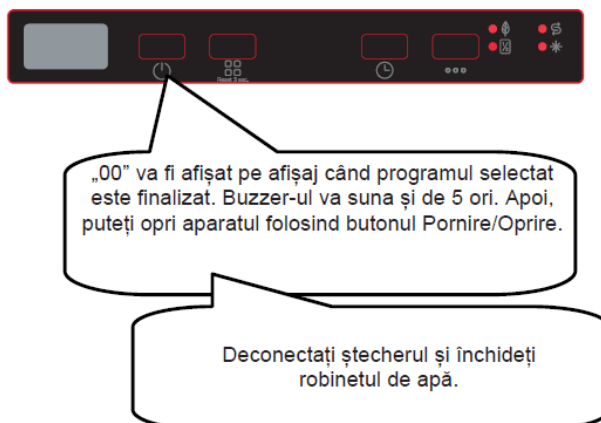 Reset 3 sec.
„00” va fi afișat pe afișaj când programul selectat
este finalizat. Buzzer-ul va suna și de 5 ori. Apoi,
puteți opri aparatul folosind butonul Pornire/Oprire.
Deconectați ștecherul și închideți
robinetul de apă.